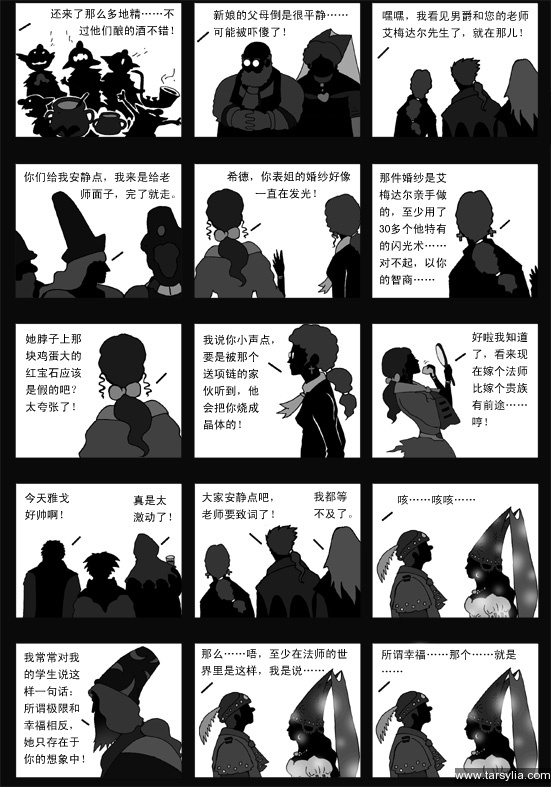 还来了那么多地精……不
过他们酿的酒不错！
新娘的父母倒是很平静……
可能被吓傻了！
嘿嘿，我看见男爵和您的老师
艾梅达尔先生了，就在那儿！
你们给我安静点，我来是给老
师面子，完了就走。
希德，你表姐的婚纱好像
一直在发光！
那件婚纱是艾
梅达尔亲手做
的，至少用了
30多个他特有
的闪光术……
对不起，以你
的智商……
她脖子上那
块鸡蛋大的
红宝石应该
是假的吧？
太夸张了！
我说你小声点，
要是被那个
送项链的家
伙听到，他
会把你烧成
晶体的！
好啦我知道
了，看来现
在嫁个法师
比嫁个贵族
有前途……
哼！
今天雅戈
好帅啊！
真是太
激动了！
大家安静点吧，
老师要致词了！
我都等
不及了。
咳……咳咳……
我常常对我
的学生说这
样一句话：
所谓极限和
幸福相反，
她只存在于
你的想象中！
那么……唔，至少在法师的世
界里是这样，我是说……
所谓幸福……那个……就是
……
www.tarsylia.com